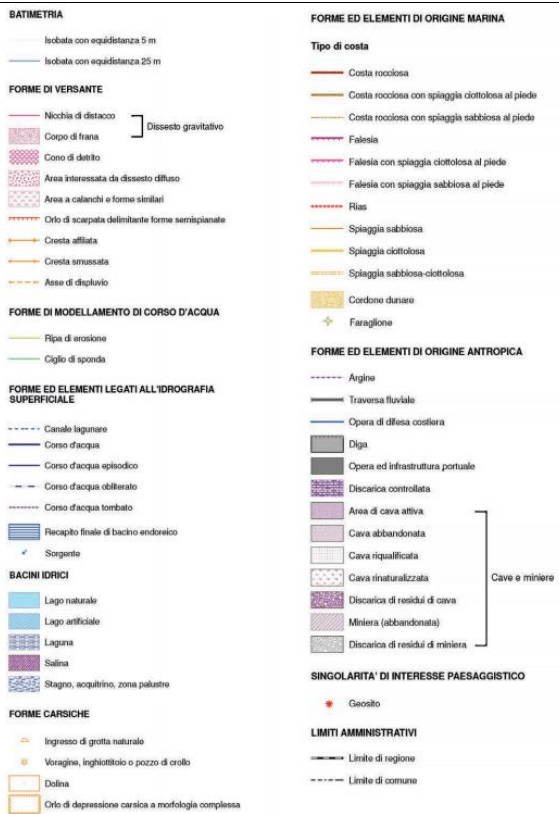 BATIMETRIA
Isobata con equidistanza 5 m
Isobata con equidistanza 25 m
FORME DI VERSANTE
Nicchia di distacco
Corpo di frana
Dissesto gravitativo
Cono di detrito
Area interessata da dissesto diffuso
Area a calanchi e forme similari
Orlo di scarpata delimitante forme semispianate
Cresta affilata
Cresta smussata
Asse di displuvio
FORME DI MODELLAMENTO DI CORSO D'ACQUA
Ripa di erosione
Ciglio di sponda
FORME ED ELEMENTI LEGATI ALL'IDROGRAFIA
SUPERFICIALE
Canale lagunare
Corso d'acqua
Corso d'acqua episodico
Corso d'acqua obliterato
Corso d'acqua tombato
Recapito finale di bacino endoreico
Sorgente
BACINI IDRICI
Lago naturale
Lago artificiale
Laguna
Salina
Stagno, acquitrino, zona palustre
FORME CARSICHE
Ingresso di grotta naturale
Voragine, inghiottitoio o pozzo di crollo
Dolina
Orlo di depressione carsica a morfologia complessa
FORME ED ELEMENTI DI ORIGINE MARINA
Tipo di costa
Costa rocciosa
Costa rocciosa con spiaggia ciottolosa al piede
Costa rocciosa con spiaggia sabbiosa al piede
Falesia
Falesia con spiaggia ciottolosa al piede
Falesia con spiaggia sabbiosa al piede
Rias
Spiaggia sabbiosa
Spiaggia ciottolosa
Spiaggia sabbiosa-ciottolosa
Cordone dunare
Faraglione
FORME ED ELEMENTI DI ORIGINE ANTROPICA
Argine
Traversa fluviale
Opera di difesa costiera
Diga
Opera ed infrastruttura portuale
Discarica controllata
Area di cava attiva
Cava abbandonata
Cava riqualificata
Cava rinaturalizzata
Discarica di residui di cava
Miniera (abbandonata)
Discarica di residui di miniera
Cave e miniere
SINGOLARITA' DI INTERESSE PAESAGGISTICO
Geosito
LIMITI AMMINISTRATIVI
Limite di regione
Limite di comune